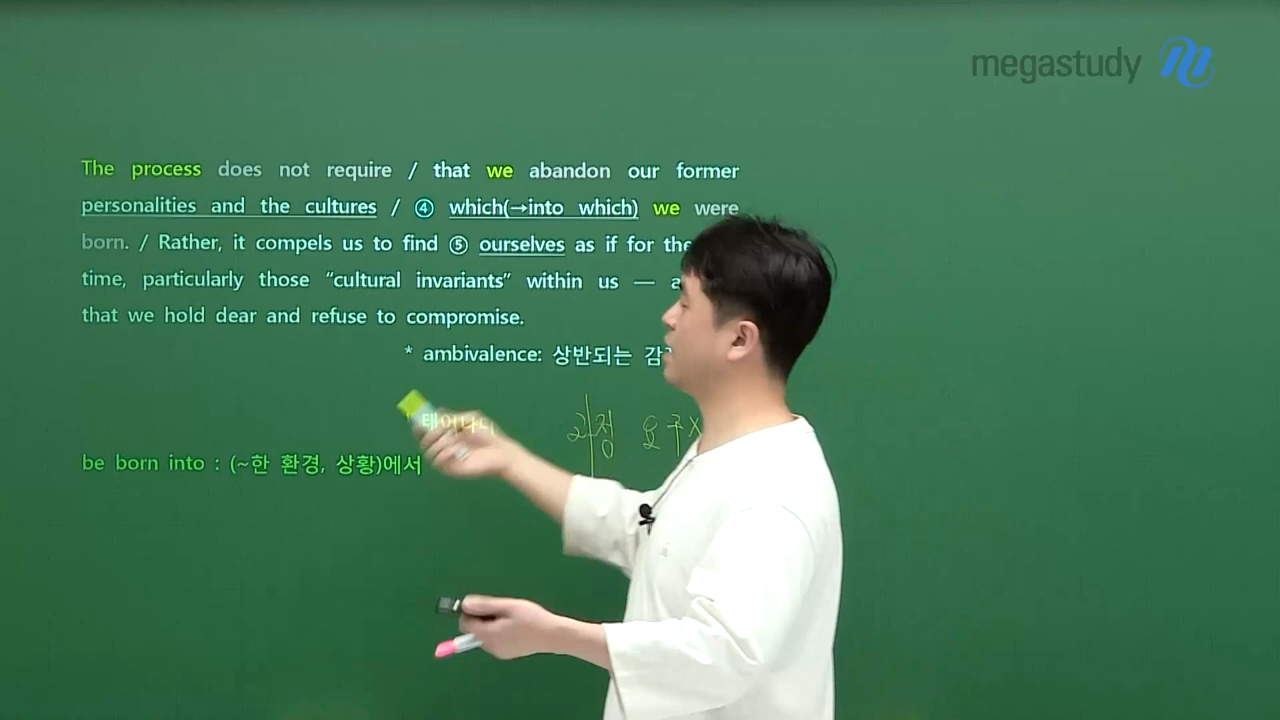 megastudy
The process does not require / that we abandon our former
personalities and the cultures / ④ which(→into which) we were
born. / Rather, it compels us to find ⑤ ourselves as if for the
time, particularly those “cultural invariants” within us —
that we hold dear and refuse to compromise.
* ambivalence: 상반되는
과정 요구X
be born into : (~한 환경, 상황)에서